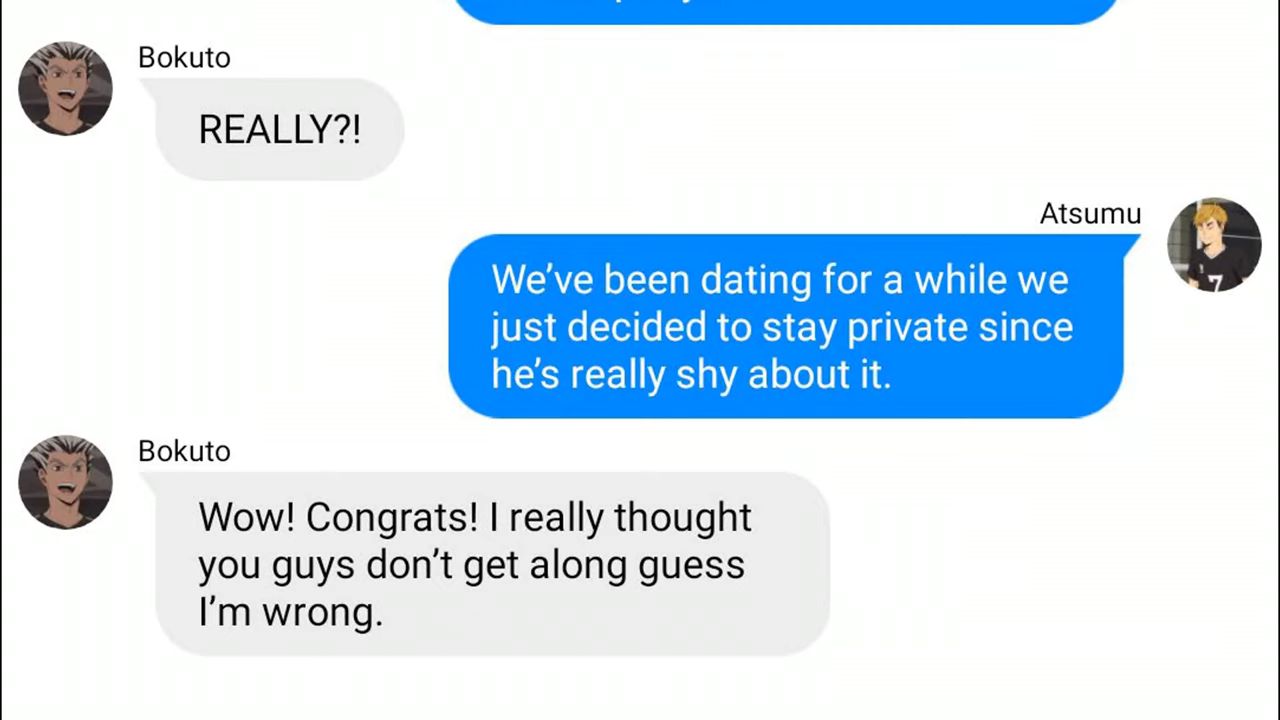 Bokuto
REALLY?!
Atsumu
We've been dating for a while we
just decided to stay private since
he's really shy about it.
Bokuto
Wow! Congrats! I really thought
you guys don't get along guess
I'm wrong.
7